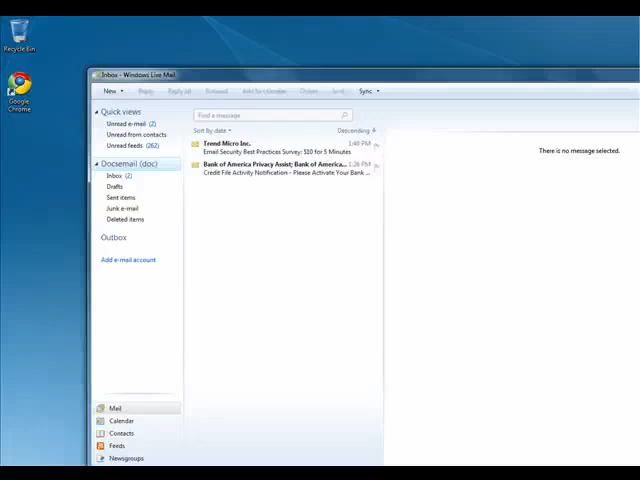 Recycle Bin
Google
Chrome
Inbox - Windows Live Mail
New Reply Reply all Forward Add to calendar Delete Junk Sync
Quick views
Unread e-mail (2)
Unread from contacts
Unread feeds (262)
Docsemail (doc)
Inbox (2)
Drafts
Sent items
Junk e-mail
Deleted items
Outbox
Add e-mail account
Mail
Calendar
Contacts
Feeds
Newsgroups
Find a message
Sort by date Descending
Trend Micro Inc. 1:40 PM
Email Security Best Practices Survey: $10 for 5 Minutes
Bank of America Privacy Assist; Bank of America... 1:26 PM
Credit File Activity Notification - Please Activate Your Bank ...
There is no message selected.